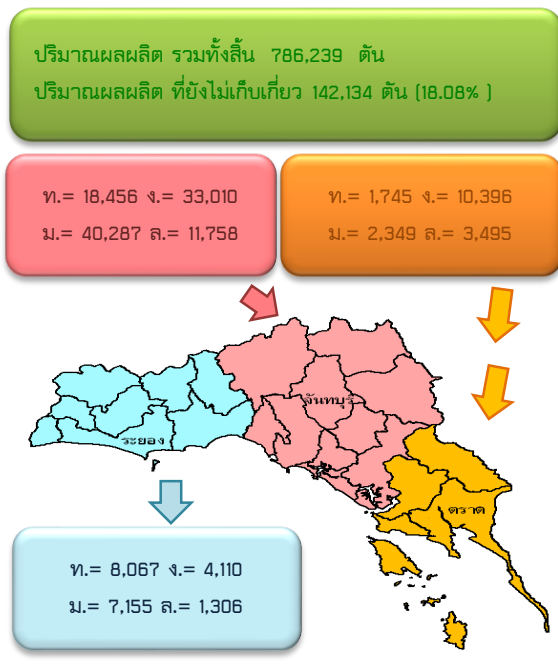 ปริมาณผลผลิต รวมทั้งสิ้น 786,239 ตัน
ปริมาณผลผลิต ที่ยังไม่เก็บเกี่ยว 142,134 ตัน (18.08% )
ท.= 18,456 ง.= 33,010
ม.= 40,287 ล.= 11,758
ท.= 1,745 ง.= 10,396
ม.= 2,349 ล.= 3,495
จันทบุรี
ระยอง
ตราด
ท.= 8,067 ง.= 4,110
ม.= 7,155 ล.= 1,306